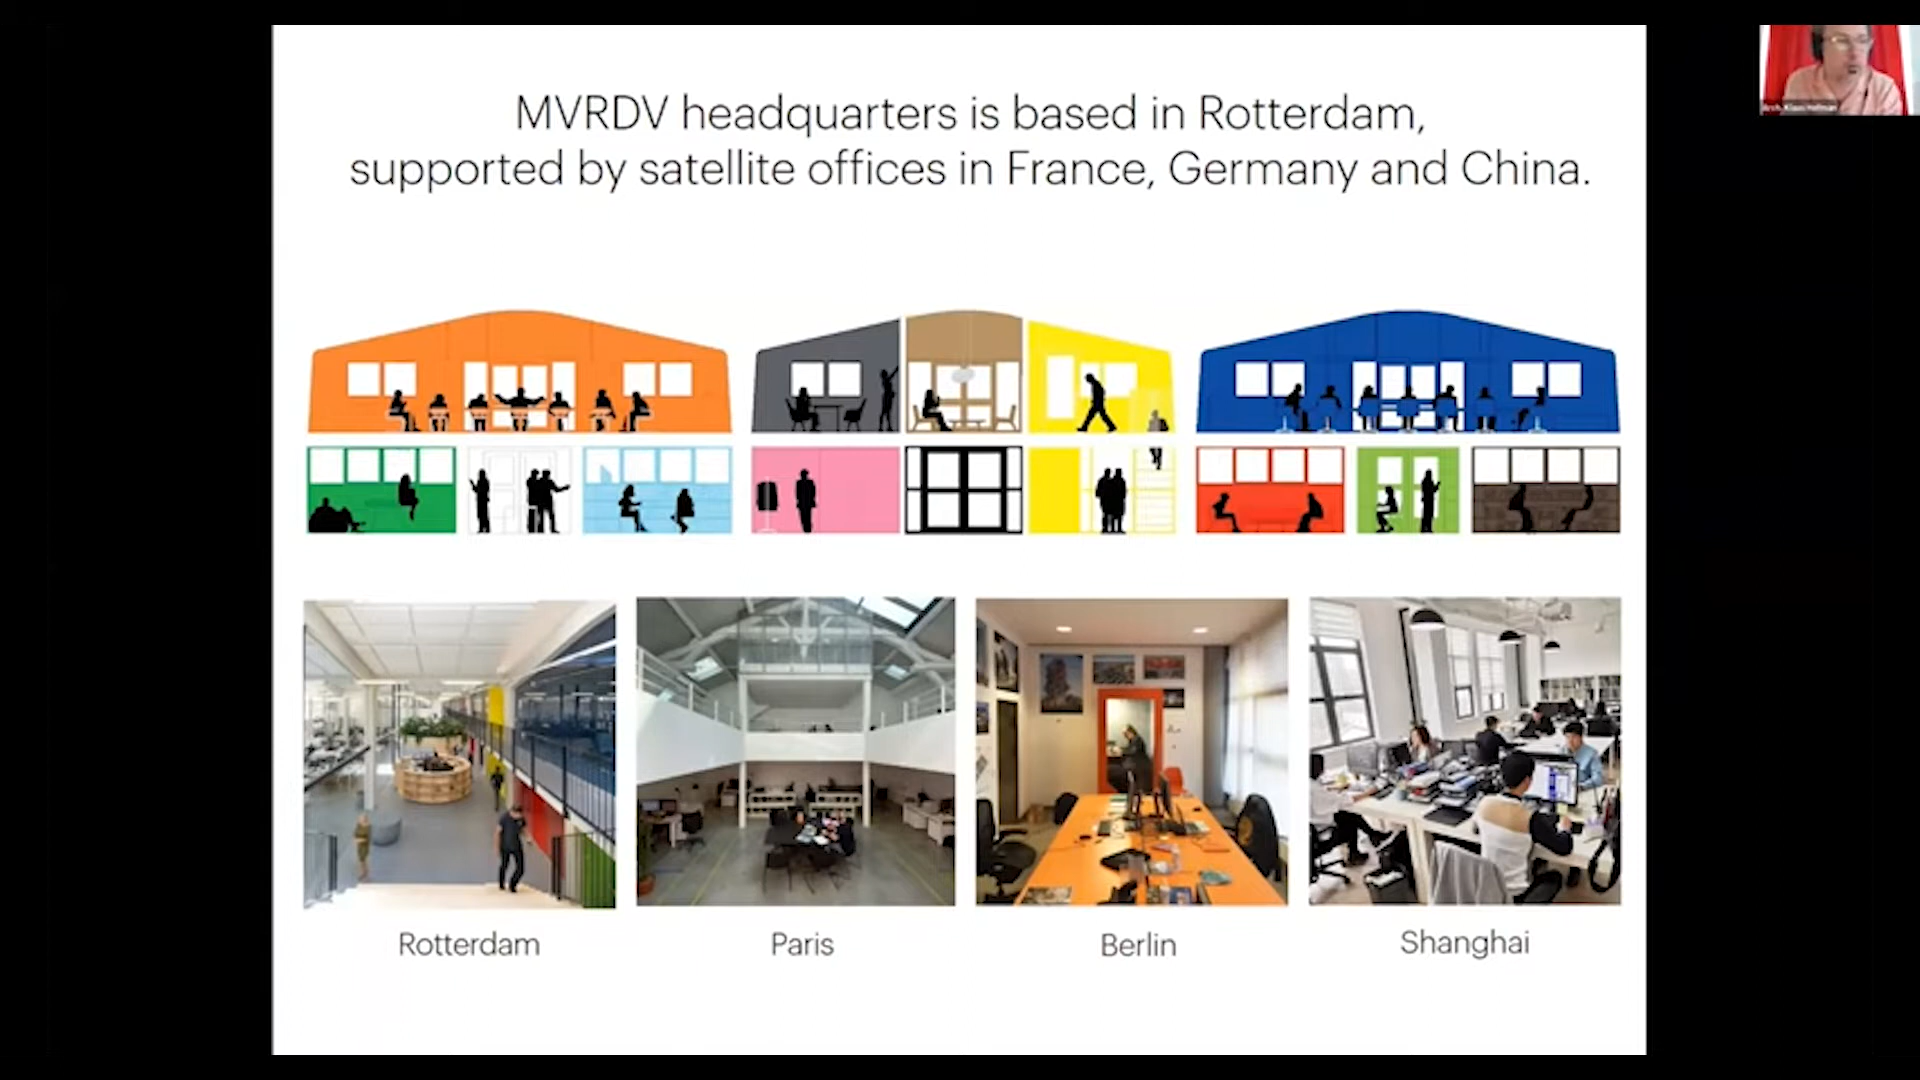 MVRDV headquarters is based in Rotterdam,
supported by satellite offices in France, Germany and China.
Rotterdam
Paris
Berlin
Shanghai